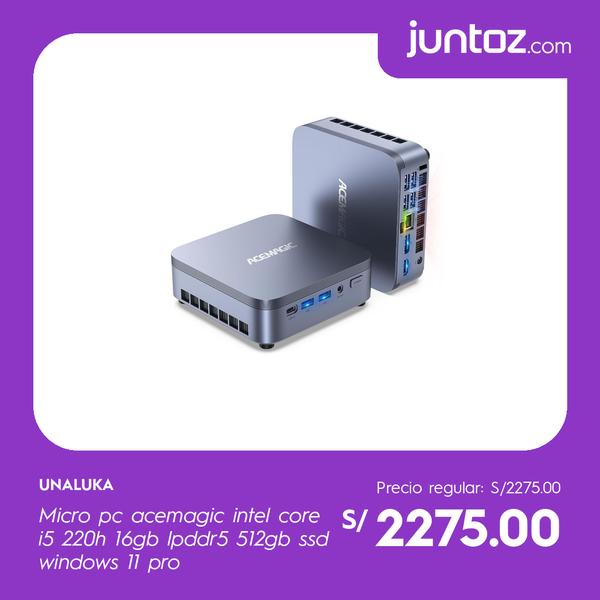 juntoz.com
ACEMAGIC
ACEMAGIC
UNALUKA
Precio regular: S/2275.00
Micro pc acemagic intel core
i5 220h 16gb lpddr5 512gb ssd
windows 11 pro
S/ 2275.00